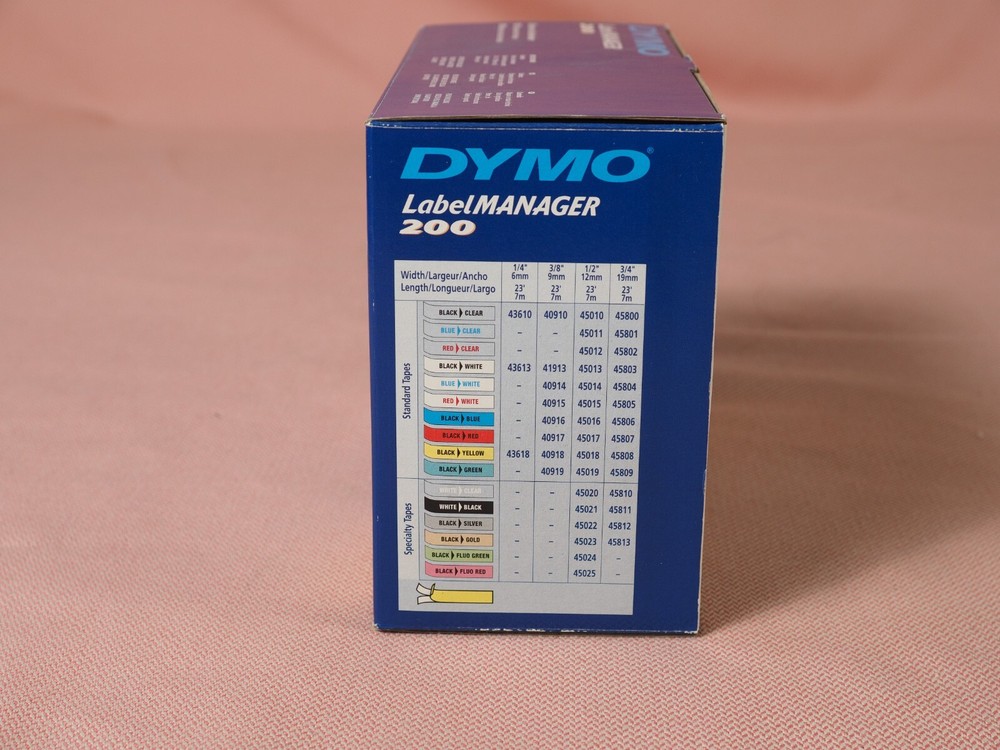 DYMO®
LabelMANAGER
200
Width/Largeur/Ancho 1/4" 3/8" 1/2" 3/4"
6mm 9mm 12mm 19mm
Length/Longueur/Largo 23' 23' 23' 23'
7m 7m 7m 7m
Standard Tapes
BLACK CLEAR 43610 40910 45010 45800
BLUE CLEAR – – 45011 45801
RED CLEAR – – 45012 45802
BLACK WHITE 43613 41913 45013 45803
BLUE WHITE – 40914 45014 45804
RED WHITE – 40915 45015 45805
BLACK BLUE – 40916 45016 45806
BLACK RED – 40917 45017 45807
BLACK YELLOW 43618 40918 45018 45808
BLACK GREEN – 40919 45019 45809
Specialty Tapes
WHITE CLEAR – – 45020 45810
WHITE BLACK – – 45021 45811
BLACK SILVER – – 45022 45812
BLACK GOLD – – 45023 45813
BLACK FLUO GREEN – – 45024 –
BLACK FLUO RED – – 45025 –